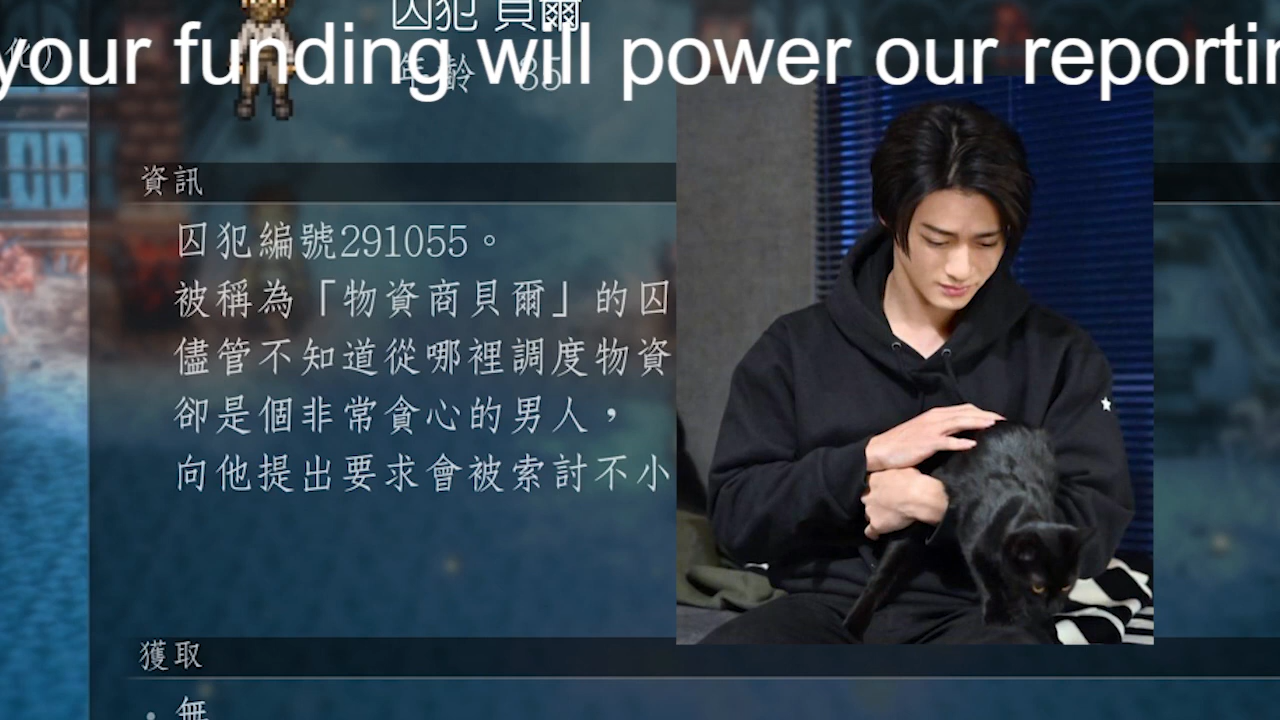 囚犯 貝爾
your funding will power our reporti
年齡 35
資訊
囚犯編號291055。
被稱為「物資商貝爾」的囚
儘管不知道從哪裡調度物資
卻是個非常貪心的男人，
向他提出要求會被索討不小
獲取
・無